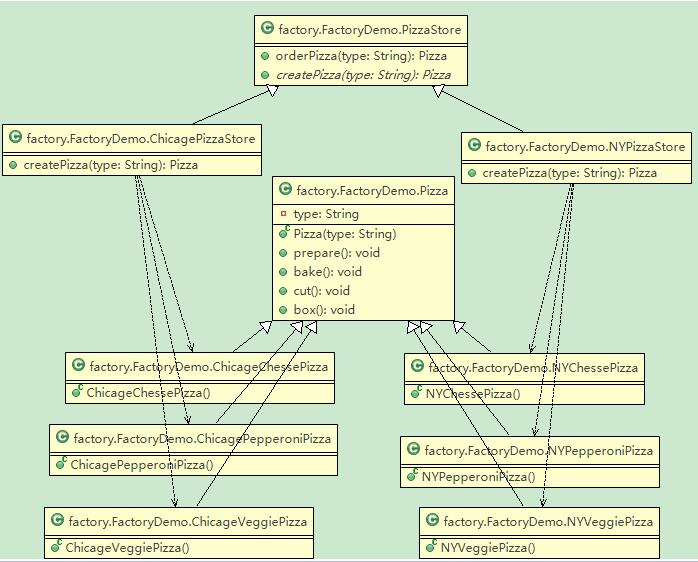 factory.FactoryDemo.PizzaStore
orderPizza(type: String): Pizza
createPizza(type: String): Pizza
factory.FactoryDemo.ChicagePizzaStore
createPizza(type: String): Pizza
factory.FactoryDemo.NYPizzaStore
createPizza(type: String): Pizza
factory.FactoryDemo.Pizza
type: String
Pizza(type: String)
prepare(): void
bake(): void
cut(): void
box(): void
factory.FactoryDemo.ChicageChessePizza
ChicageChessePizza()
factory.FactoryDemo.NYChessePizza
NYChessePizza()
factory.FactoryDemo.ChicagePepperoniPizza
ChicagePepperoniPizza()
factory.FactoryDemo.NYPepperoniPizza
NYPepperoniPizza()
factory.FactoryDemo.ChicageVeggiePizza
ChicageVeggiePizza()
factory.FactoryDemo.NYVeggiePizza
NYVeggiePizza()